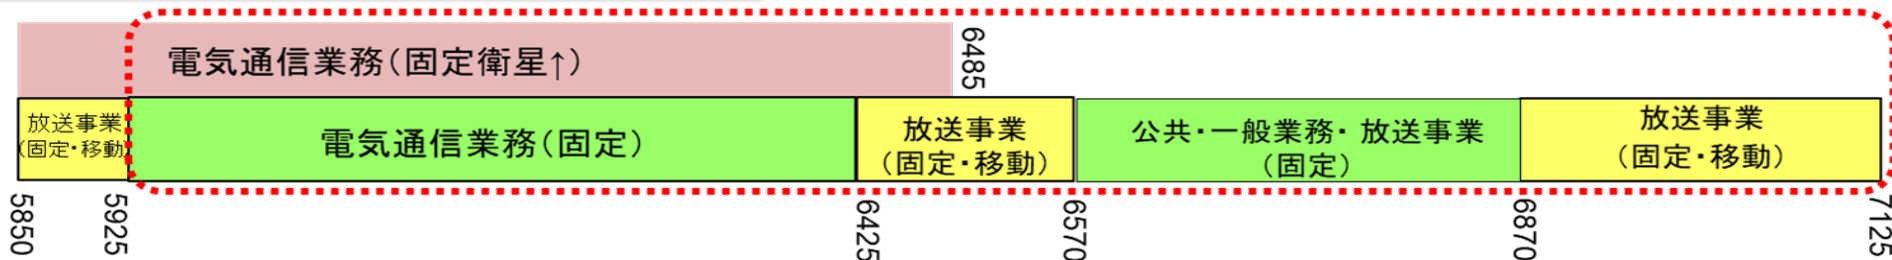 電気通信業務(固定衛星↑)
6485
放送事業
(固定・移動)
電気通信業務(固定)
放送事業
(固定・移動)
公共・一般業務・放送事業
(固定)
放送事業
(固定・移動)
5850
5925
6425
6570
6870
7125